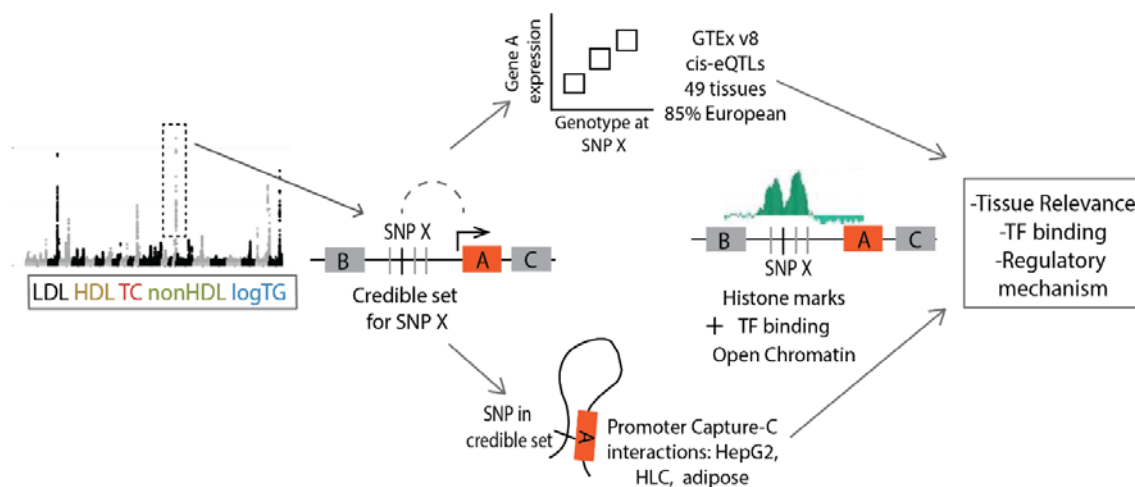 LDL HDL TC nonHDL logTG
SNP X
B
A
C
Credible set
for SNP X
Gene A
expression
Genotype at
SNP X
GTEx v8
cis-eQTLs
49 tissues
85% European
SNP in
credible set
A
Promoter Capture-C
interactions: HepG2,
HLC, adipose
B
A
C
SNP X
Histone marks
+ TF binding
Open Chromatin
-Tissue Relevance
-TF binding
-Regulatory
mechanism